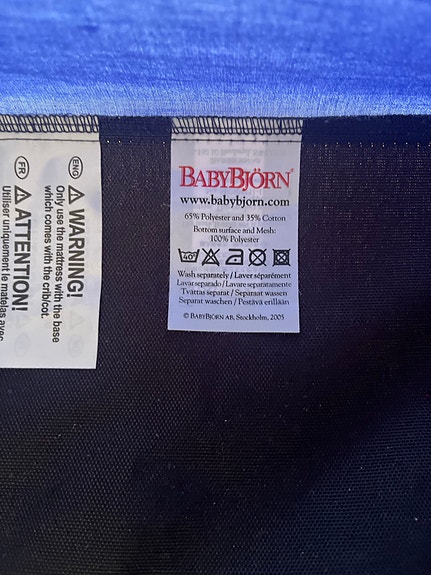 ENG
⚠ WARNING!
Only use the mattress with the base
which comes with the crib/cot.
FR
⚠ ATTENTION!
Utiliser uniquement le matelas avec
BABYBJÖRN®
www.babybjorn.com
65% Polyester and 35% Cotton
Bottom surface and Mesh:
100% Polyester
40°
Wash separately / Laver séparément
Lavar separado / Lavare separatamente
Tvättas separat / Separat wassen
Separat waschen / Pestävä erillään
© BABYBJÖRN AB, Stockholm, 2005